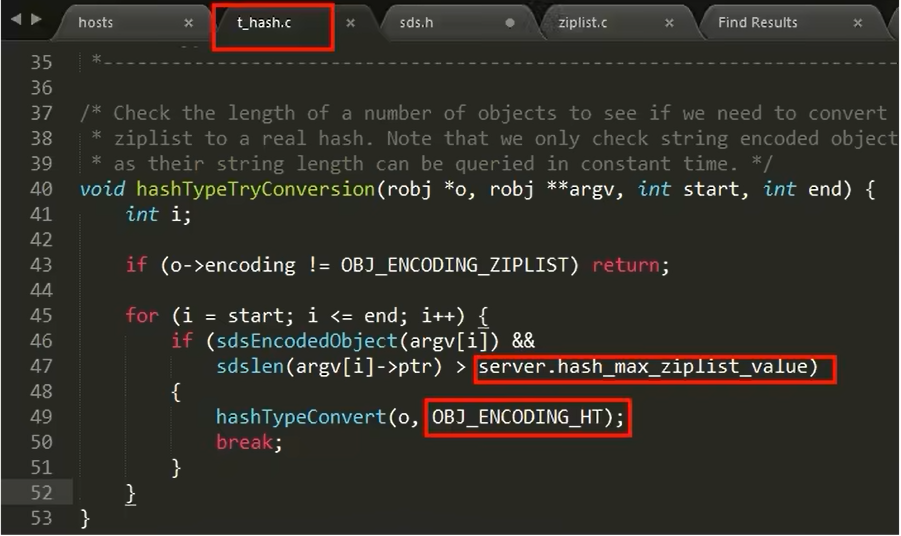 hosts × t_hash.c × sds.h ziplist.c × Find Results ×
35 *--------------------------------------------------------------------
36
37 /* Check the length of a number of objects to see if we need to convert
38 * ziplist to a real hash. Note that we only check string encoded object
39 * as their string length can be queried in constant time. */
40 void hashTypeTryConversion(robj *o, robj **argv, int start, int end) {
41 int i;
42
43 if (o->encoding != OBJ_ENCODING_ZIPLIST) return;
44
45 for (i = start; i <= end; i++) {
46 if (sdsEncodedObject(argv[i]) &&
47 sdslen(argv[i]->ptr) > server.hash_max_ziplist_value)
48 {
49 hashTypeConvert(o, OBJ_ENCODING_HT);
50 break;
51 }
52 }
53 }